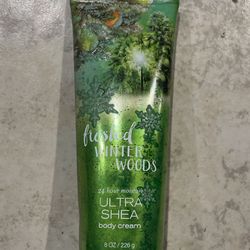 frosted
WINTER
WOODS
24 hour moisture
ULTRA
SHEA
body cream
8 OZ / 226 g